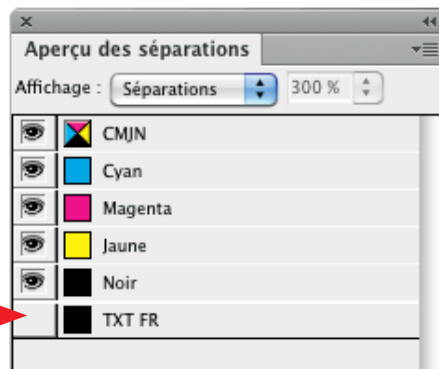 Aperçu des séparations
Affichage : Séparations 300 %
CMJN
Cyan
Magenta
Jaune
Noir
TXT FR